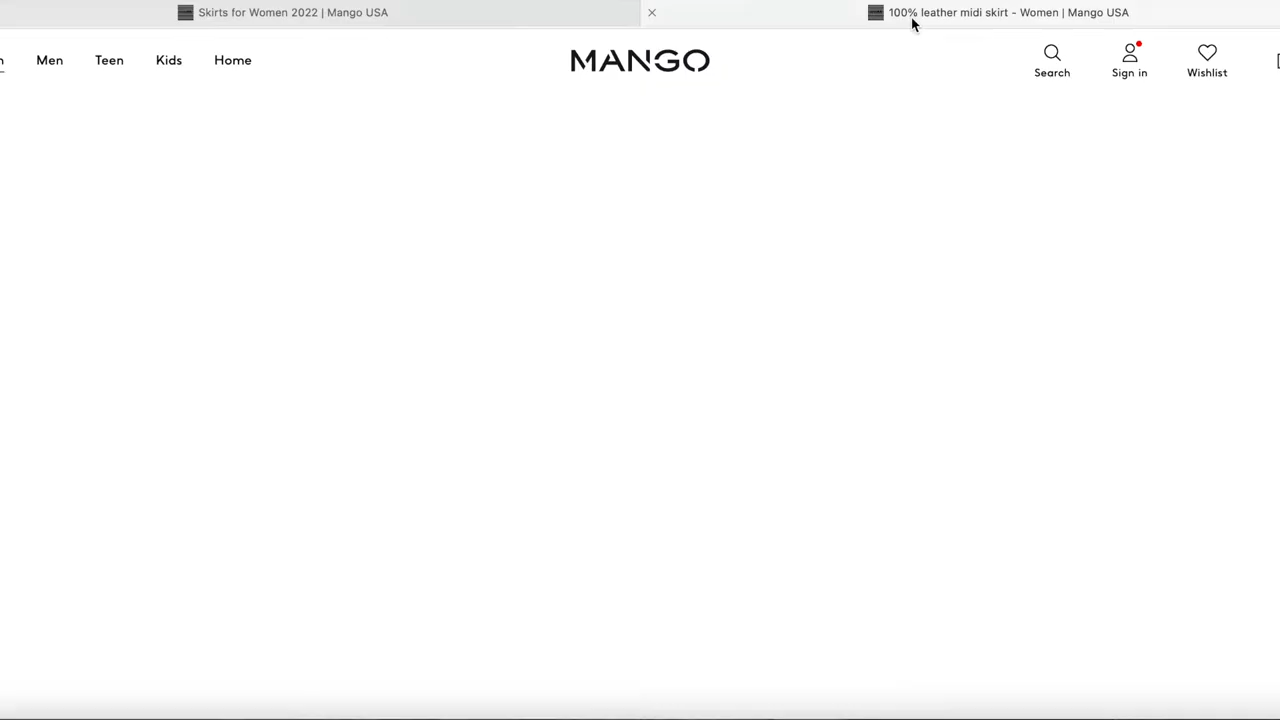 Skirts for Women 2022 | Mango USA
100% leather midi skirt - Women | Mango USA
Men
Teen
Kids
Home
MANGO
Search
Sign in
Wishlist